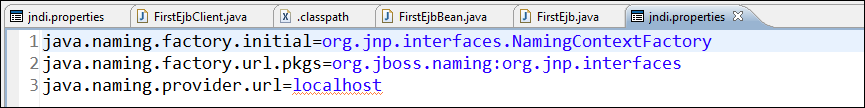 jndi.properties FirstEjbClient.java .classpath FirstEjbBean.java FirstEjb.java jndi.properties
1 java.naming.factory.initial=org.jnp.interfaces.NamingContextFactory
2 java.naming.factory.url.pkgs=org.jboss.naming:org.jnp.interfaces
3 java.naming.provider.url=localhost